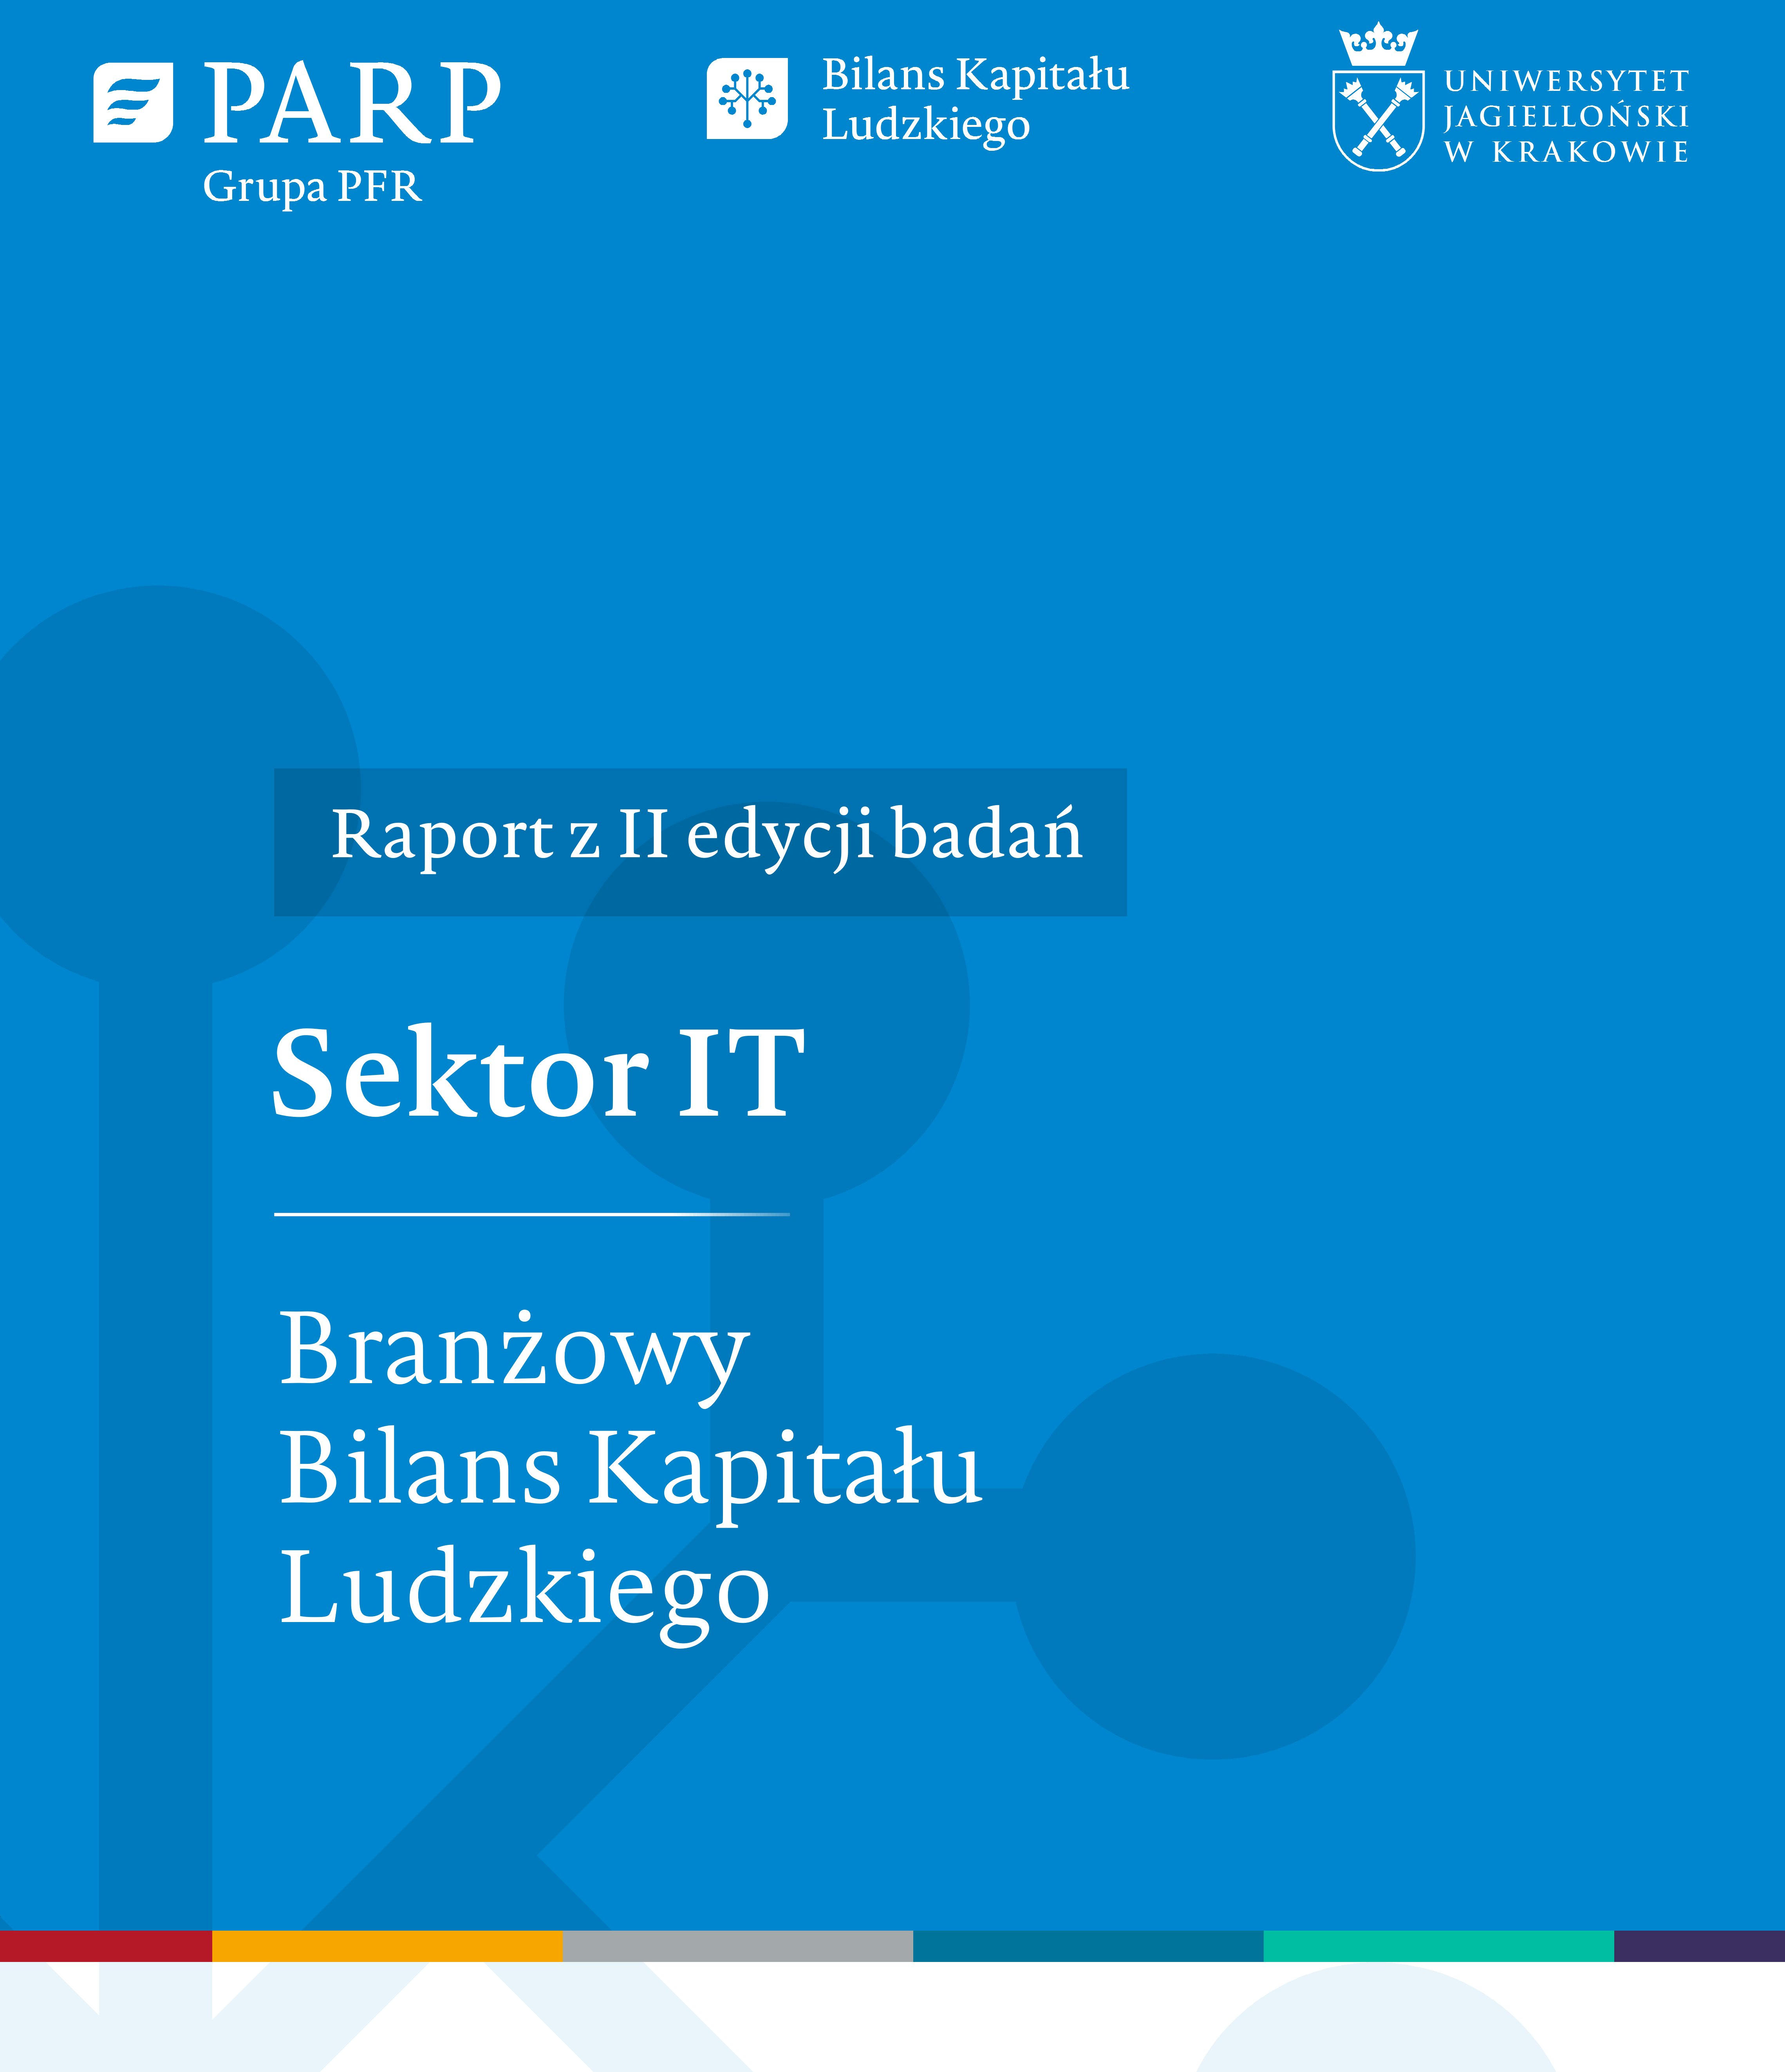 PARP
Grupa PFR
Bilans Kapitału
Ludzkiego
UNIWERSYTET
JAGIELLOŃSKI
W KRAKOWIE
Raport z II edycji badań
Sektor IT
Branżowy
Bilans Kapitału
Ludzkiego